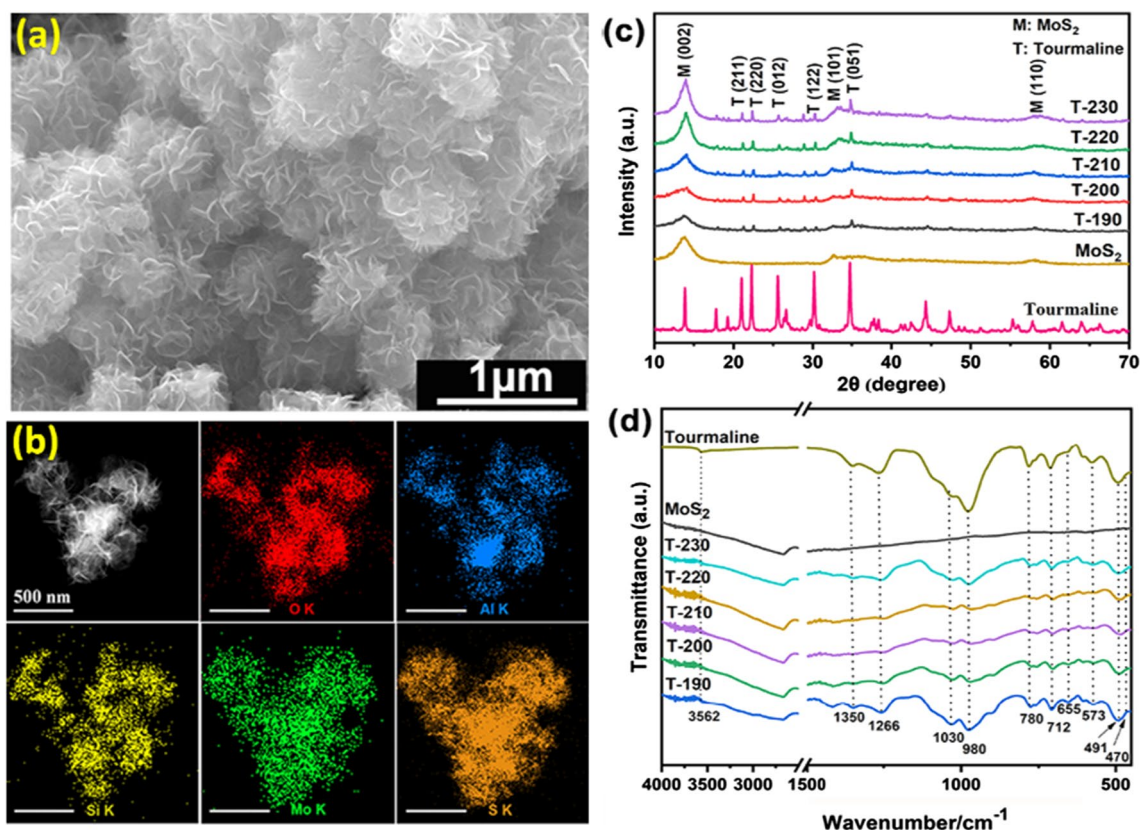 (a)
1μm
(b)
500 nm
O K
Al K
Si K
Mo K
S K
(c)
M: MoS₂
T: Tourmaline
M (002)
T (211)
T (220)
T (012)
T (122)
M (101)
T (051)
M (110)
T-230
T-220
T-210
T-200
T-190
MoS₂
Tourmaline
Intensity (a.u.)
10 20 30 40 50 60 70
2θ (degree)
(d)
Tourmaline
MoS₂
T-230
T-220
T-210
T-200
T-190
3562
1350
1266
1030
980
780
712
655
573
491
470
Transmittance (a.u.)
4000 3500 3000 1500 1000 500
Wavenumber/cm⁻¹